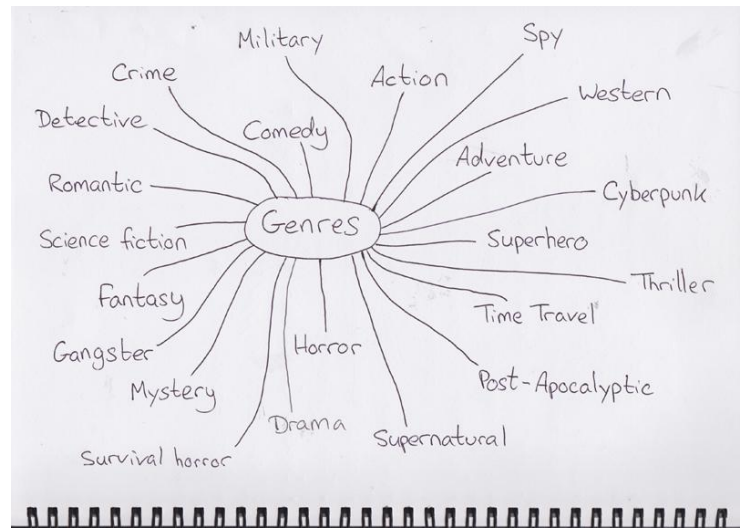 Military
Spy
Crime
Action
Western
Detective
Comedy
Adventure
Romantic
Cyberpunk
Genres
Science fiction
Superhero
Thriller
Fantasy
Time Travel
Gangster
Horror
Mystery
Post-Apocalyptic
Drama
Supernatural
Survival horror